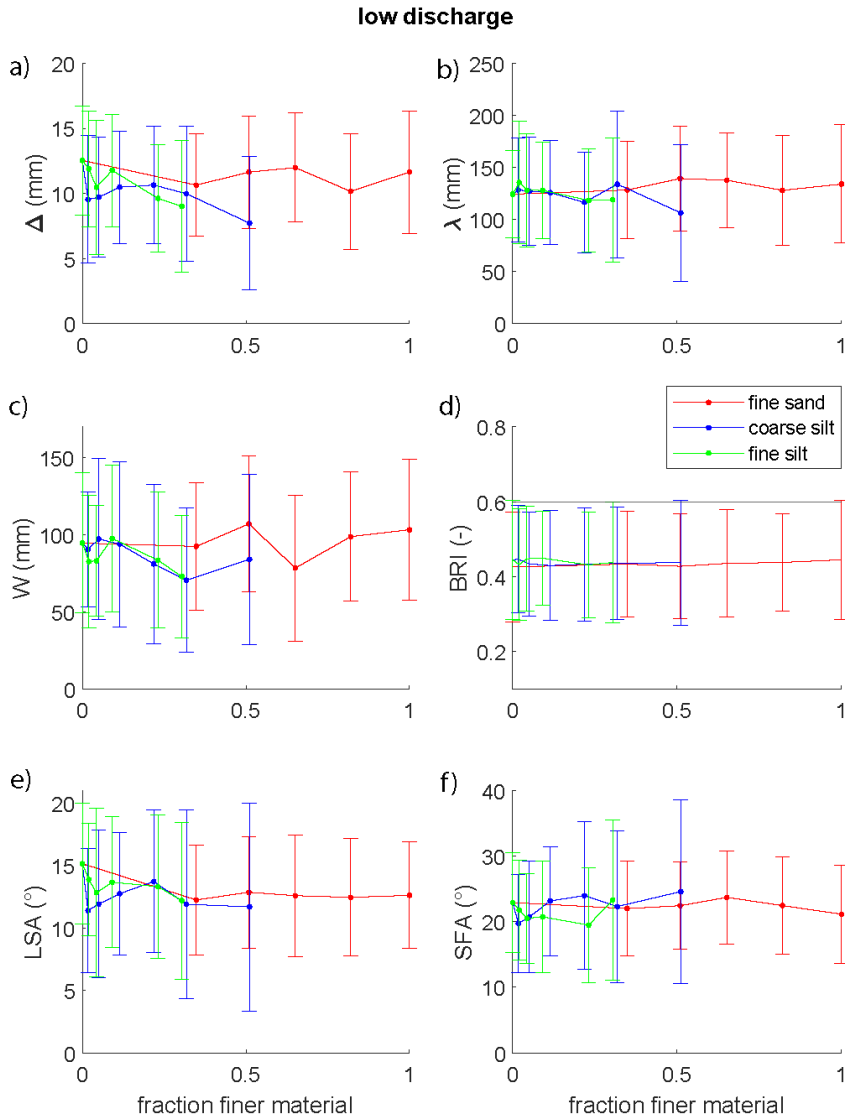 low discharge
a)
20
15
10
5
0
Δ (mm)
0
0.5
1
b)
250
200
150
100
50
0
λ (mm)
0
0.5
1
c)
150
100
50
0
W (mm)
0
0.5
1
d)
fine sand
coarse silt
fine silt
0.8
0.6
0.4
0.2
BRI (-)
0
0.5
1
e)
20
15
10
5
0
LSA (°)
0
0.5
1
fraction finer material
f)
40
30
20
10
0
SFA (°)
0
0.5
1
fraction finer material